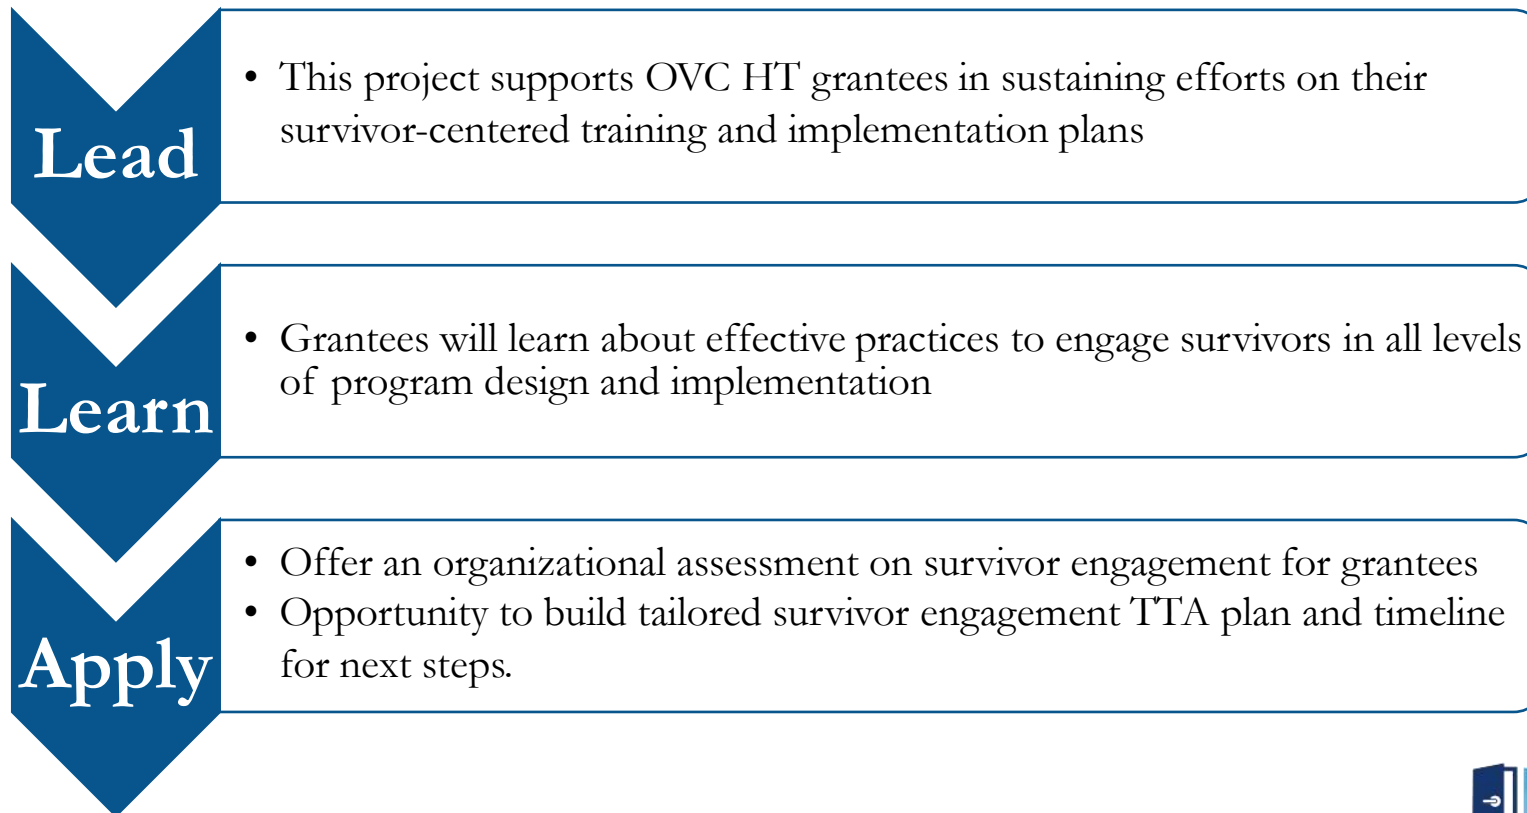 Lead
• This project supports OVC HT grantees in sustaining efforts on their
survivor-centered training and implementation plans
Learn
• Grantees will learn about effective practices to engage survivors in all levels
of program design and implementation
Apply
• Offer an organizational assessment on survivor engagement for grantees
• Opportunity to build tailored survivor engagement TTA plan and timeline
for next steps.